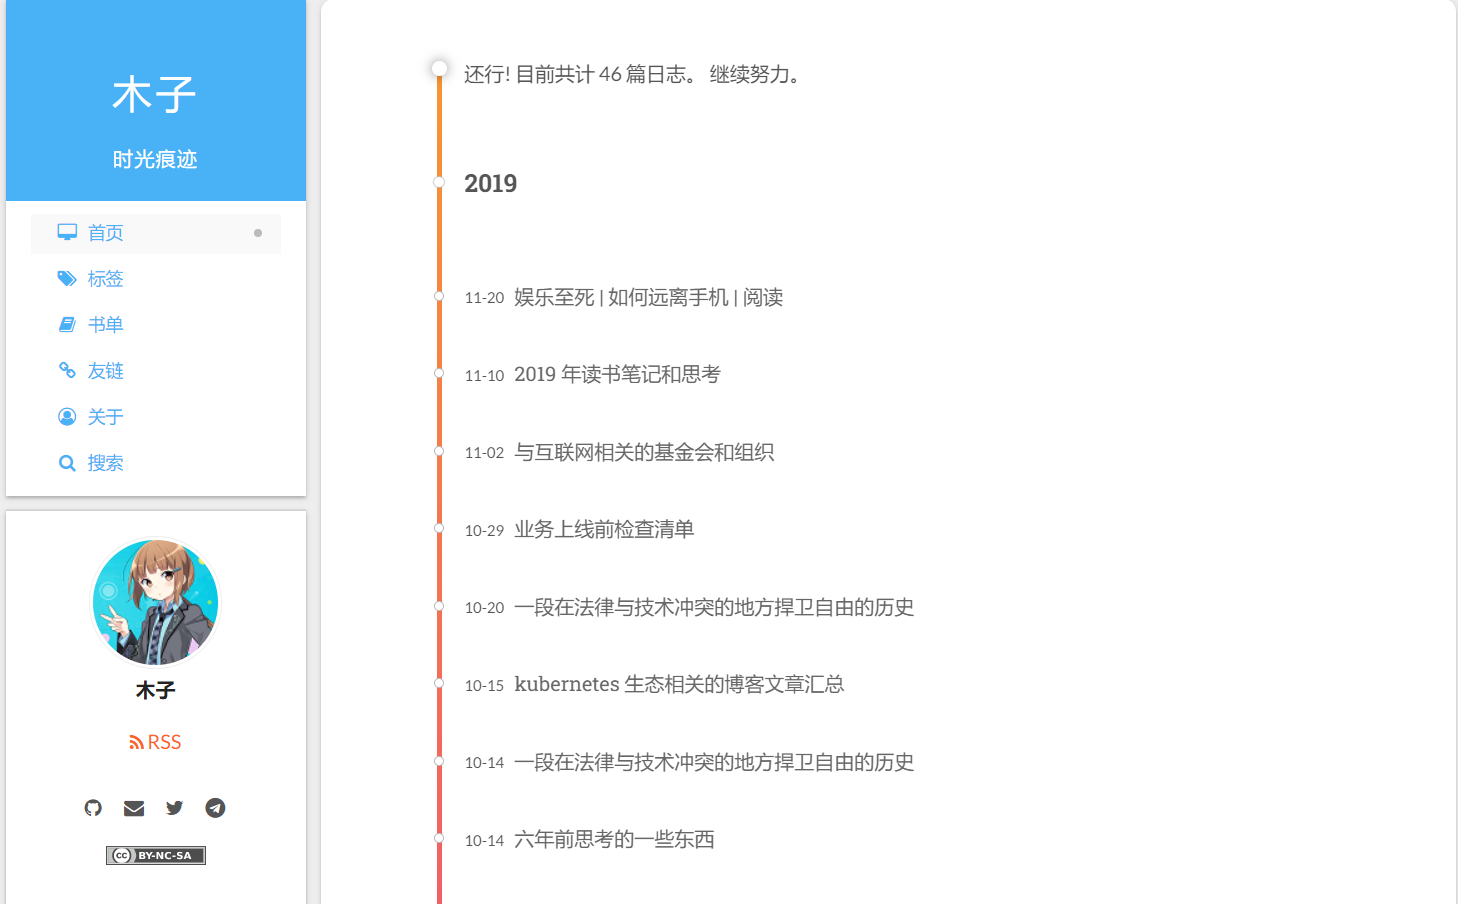 木子
时光痕迹
首页
标签
书单
友链
关于
搜索
木子
RSS
CC BY-NC-SA
还行! 目前共计 46 篇日志。 继续努力。
2019
11-20 娱乐至死 | 如何远离手机 | 阅读
11-10 2019 年读书笔记和思考
11-02 与互联网相关的基金会和组织
10-29 业务上线前检查清单
10-20 一段在法律与技术冲突的地方捍卫自由的历史
10-15 kubernetes 生态相关的博客文章汇总
10-14 一段在法律与技术冲突的地方捍卫自由的历史
10-14 六年前思考的一些东西